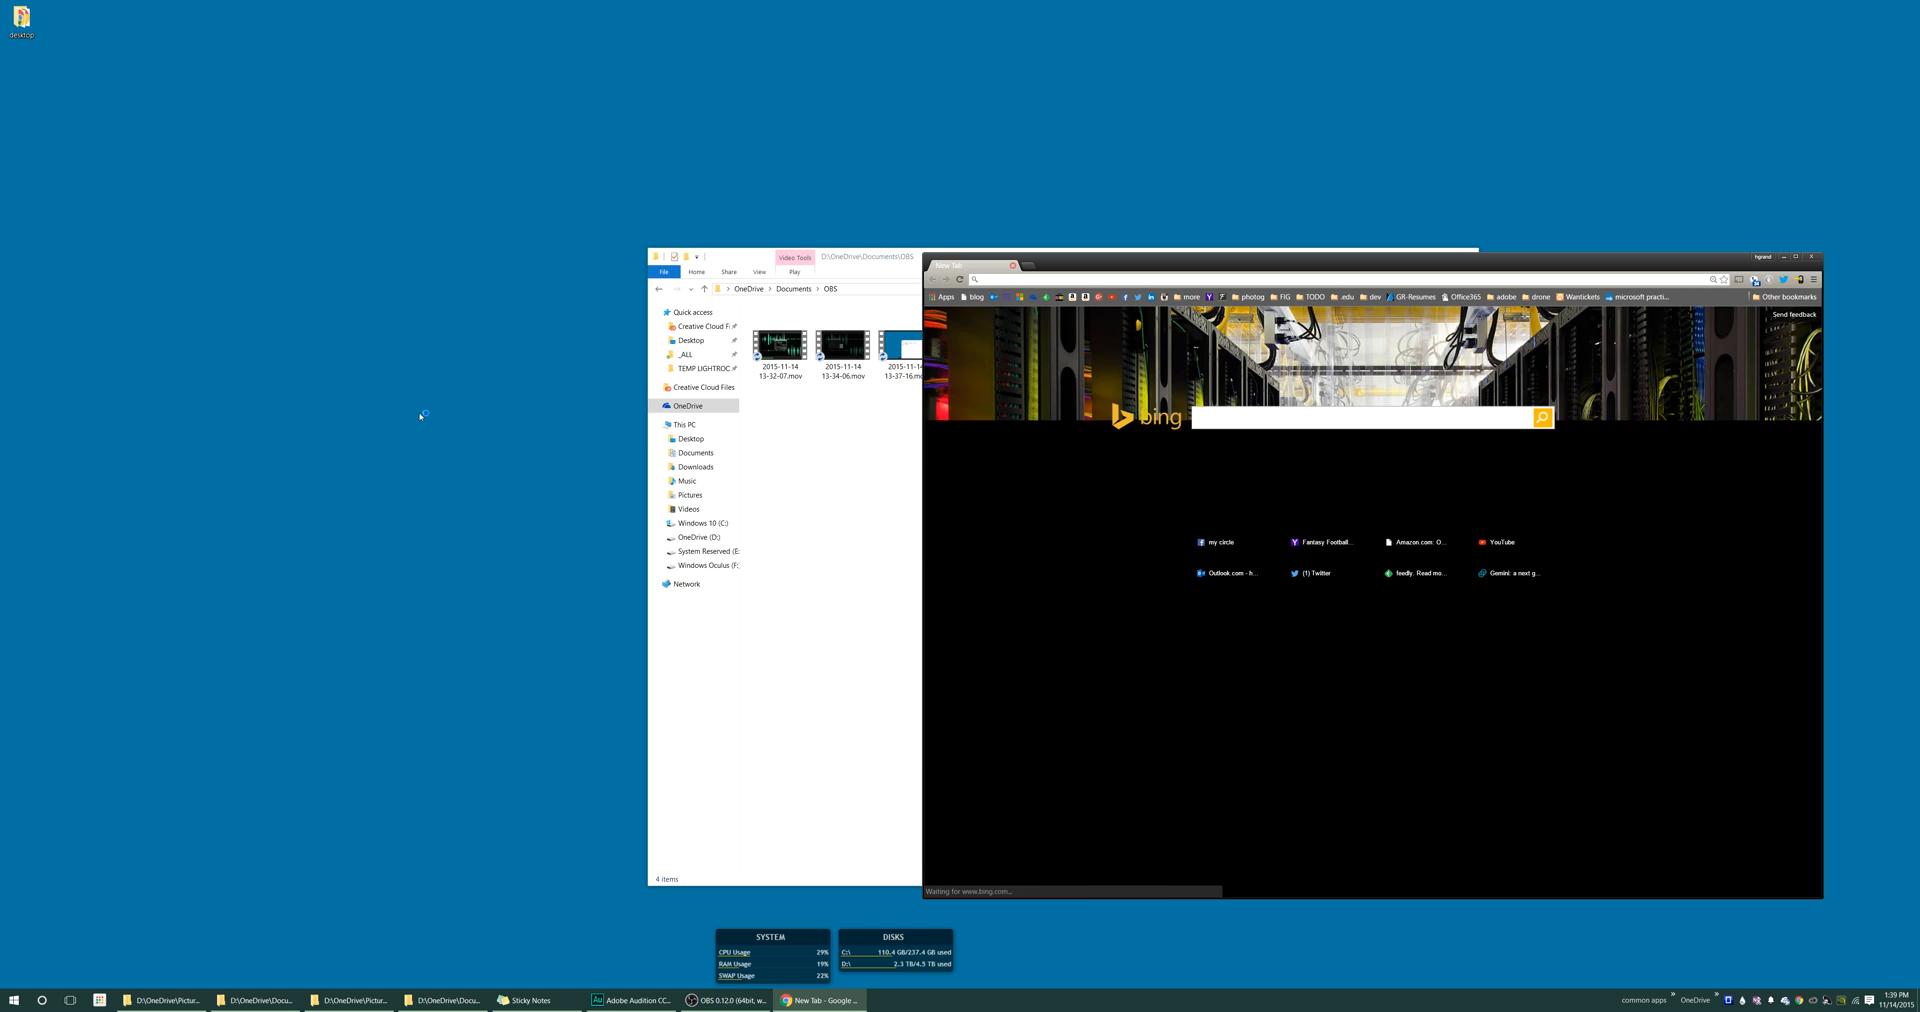 desktop
Video Tools
D:\OneDrive\Documents\OBS
File
Home
Share
View
Play
OneDrive
Documents
OBS
Quick access
Creative Cloud Fi
Desktop
_ALL
TEMP LIGHTROC
Creative Cloud Files
OneDrive
This PC
Desktop
Documents
Downloads
Music
Pictures
Videos
Windows 10 (C:)
OneDrive (D:)
System Reserved (E:
Windows Oculus (F:
Network
2015-11-14
13-32-07.mov
2015-11-14
13-34-06.mov
2015-11-14
13-37-16.mo
4 items
New Tab
hgrand
Apps
blog
more
photog
FIG
TODO
.edu
dev
GR-Resumes
Office365
adobe
drone
Wantickets
microsoft practi...
Other bookmarks
Send feedback
bing
my circle
Fantasy Football...
Amazon.com: O...
YouTube
Outlook.com - h...
(1) Twitter
feedly. Read mo...
Gemini: a next g...
Waiting for www.bing.com...
SYSTEM
CPU Usage 29%
RAM Usage 19%
SWAP Usage 22%
DISKS
C:\ 110.4 GB/237.4 GB used
D:\ 2.3 TB/4.5 TB used
D:\OneDrive\Pictur...
D:\OneDrive\Docu...
D:\OneDrive\Pictur...
D:\OneDrive\Docu...
Sticky Notes
Adobe Audition CC...
OBS 0.12.0 (64bit, w...
New Tab - Google ...
common apps
OneDrive
1:39 PM
11/14/2015